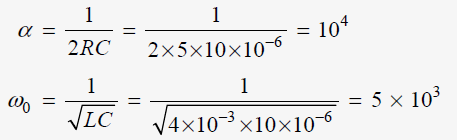 α = 1/2RC = 1/2×5×10×10⁻⁶ = 10⁴
ω₀ = 1/√LC = 1/√4×10⁻³×10×10⁻⁶ = 5 × 10³